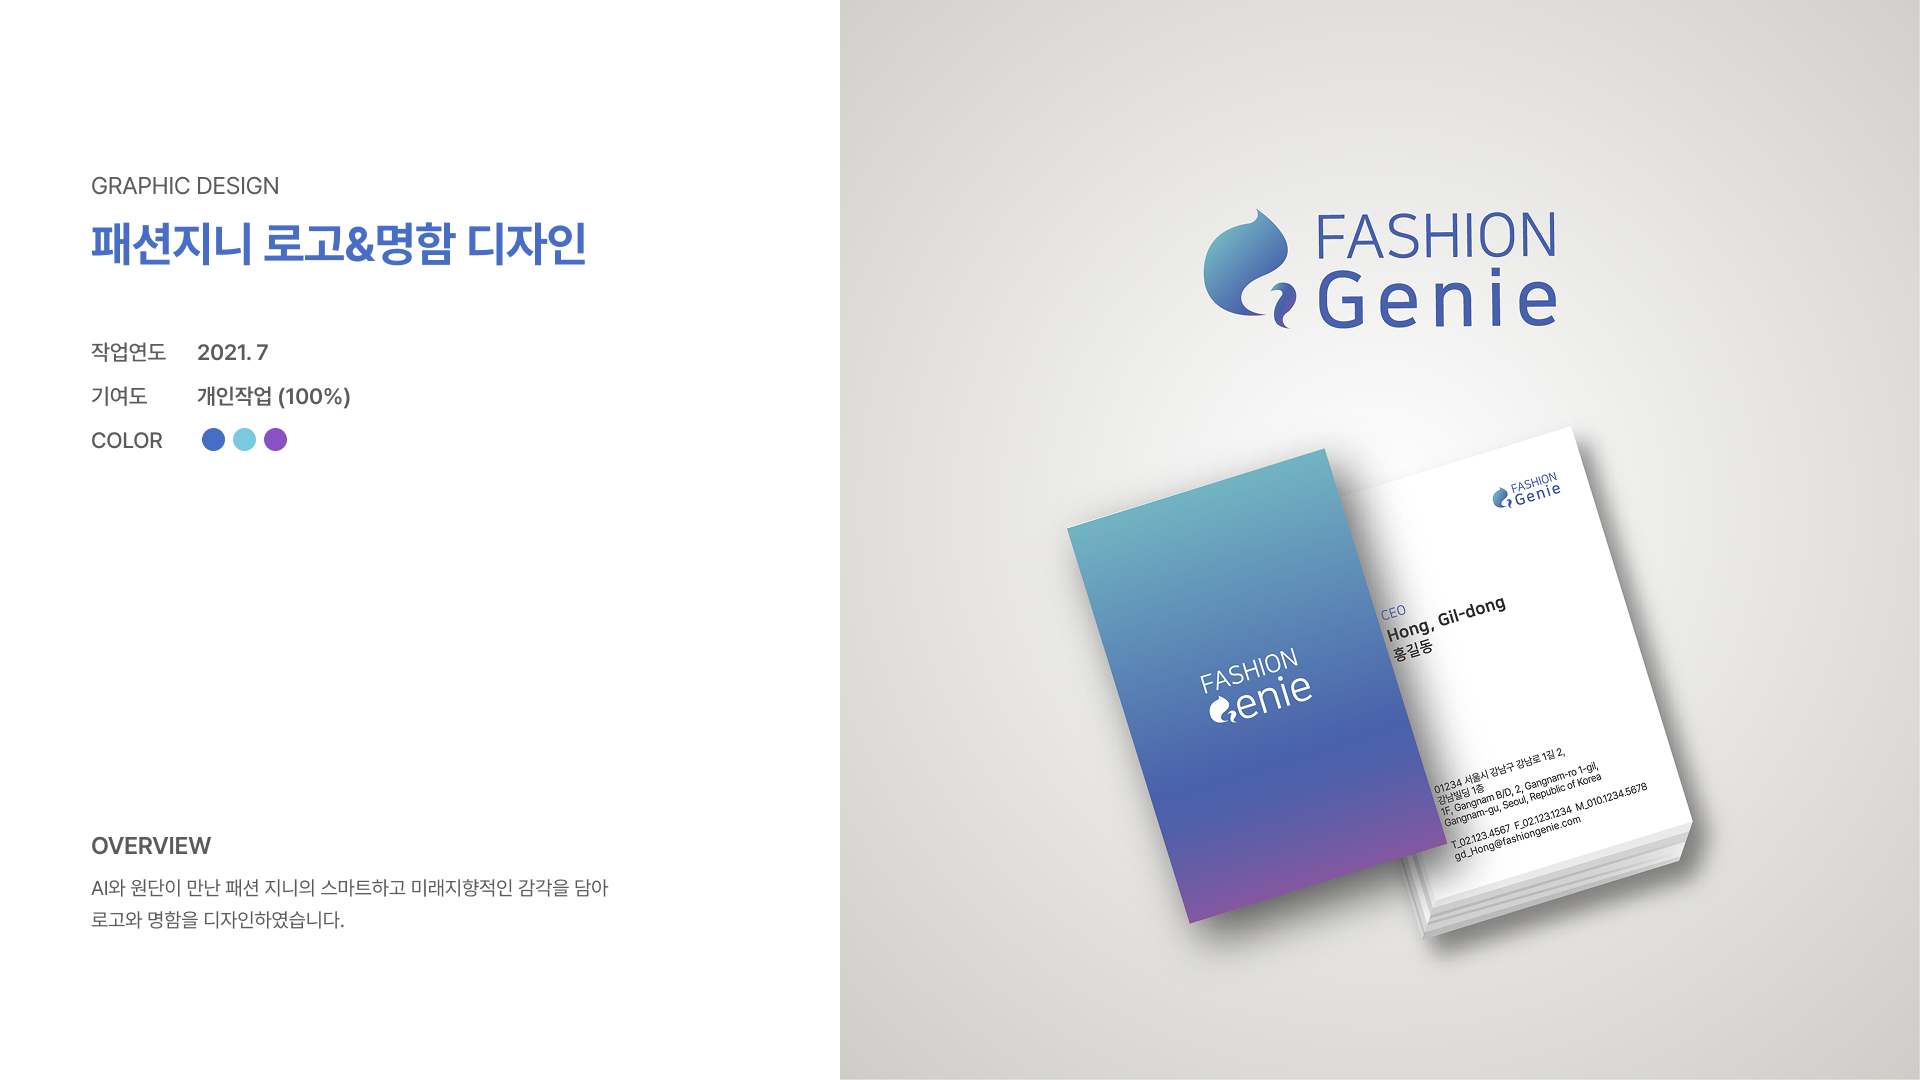 GRAPHIC DESIGN
패션지니 로고&명함 디자인
작업연도 2021. 7
기여도 개인작업 (100%)
COLOR
OVERVIEW
AI와 원단이 만난 패션 지니의 스마트하고 미래지향적인 감각을 담아
로고와 명함을 디자인하였습니다.
FASHION
Genie
FASHION
Genie
FASHION
Genie
CEO
Hong, Gil-dong
홍길동
01234 서울시 강남구 강남로 1길 2,
강남빌딩 1층
1F, Gangnam B/D, 2, Gangnam-ro 1-gil,
Gangnam-gu, Seoul, Republic of Korea
T_02.123.4567 F_02.123.1234 M_010.1234.5678
gd_Hong@fashiongenie.com